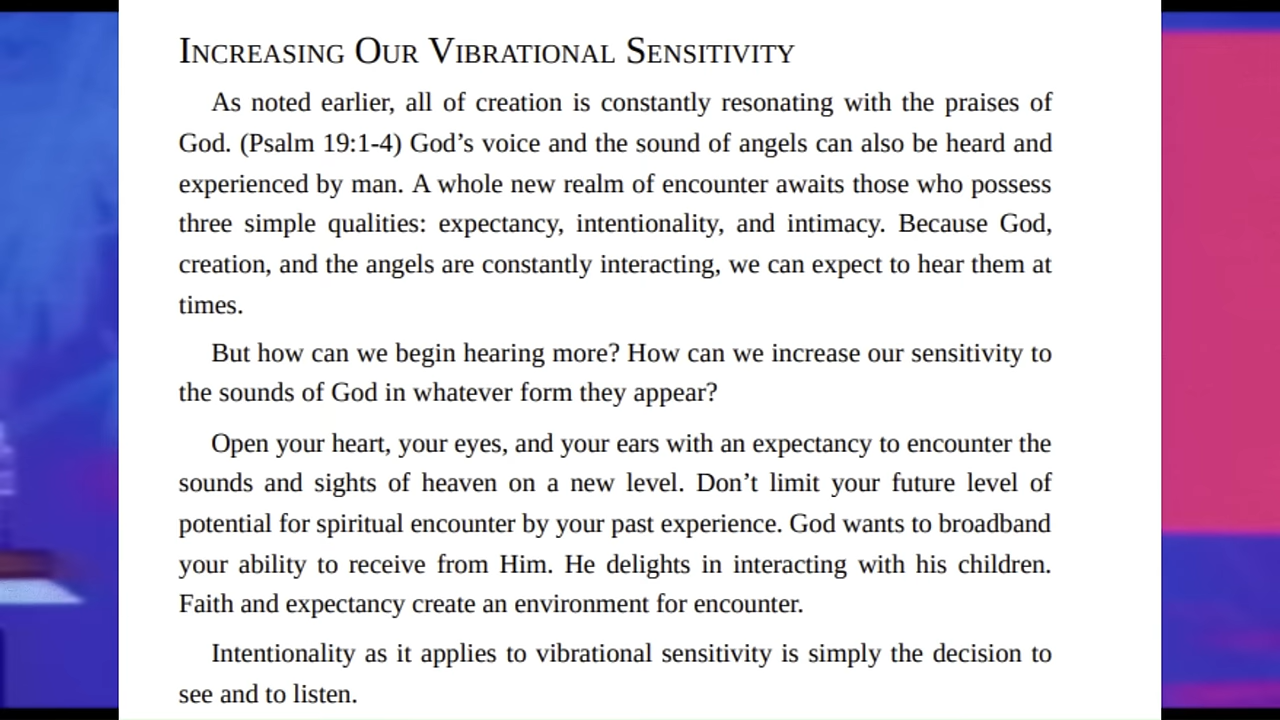 INCREASING OUR VIBRATIONAL SENSITIVITY
As noted earlier, all of creation is constantly resonating with the praises of
God. (Psalm 19:1-4) God’s voice and the sound of angels can also be heard and
experienced by man. A whole new realm of encounter awaits those who possess
three simple qualities: expectancy, intentionality, and intimacy. Because God,
creation, and the angels are constantly interacting, we can expect to hear them at
times.
But how can we begin hearing more? How can we increase our sensitivity to
the sounds of God in whatever form they appear?
Open your heart, your eyes, and your ears with an expectancy to encounter the
sounds and sights of heaven on a new level. Don’t limit your future level of
potential for spiritual encounter by your past experience. God wants to broadband
your ability to receive from Him. He delights in interacting with his children.
Faith and expectancy create an environment for encounter.
Intentionality as it applies to vibrational sensitivity is simply the decision to
see and to listen.